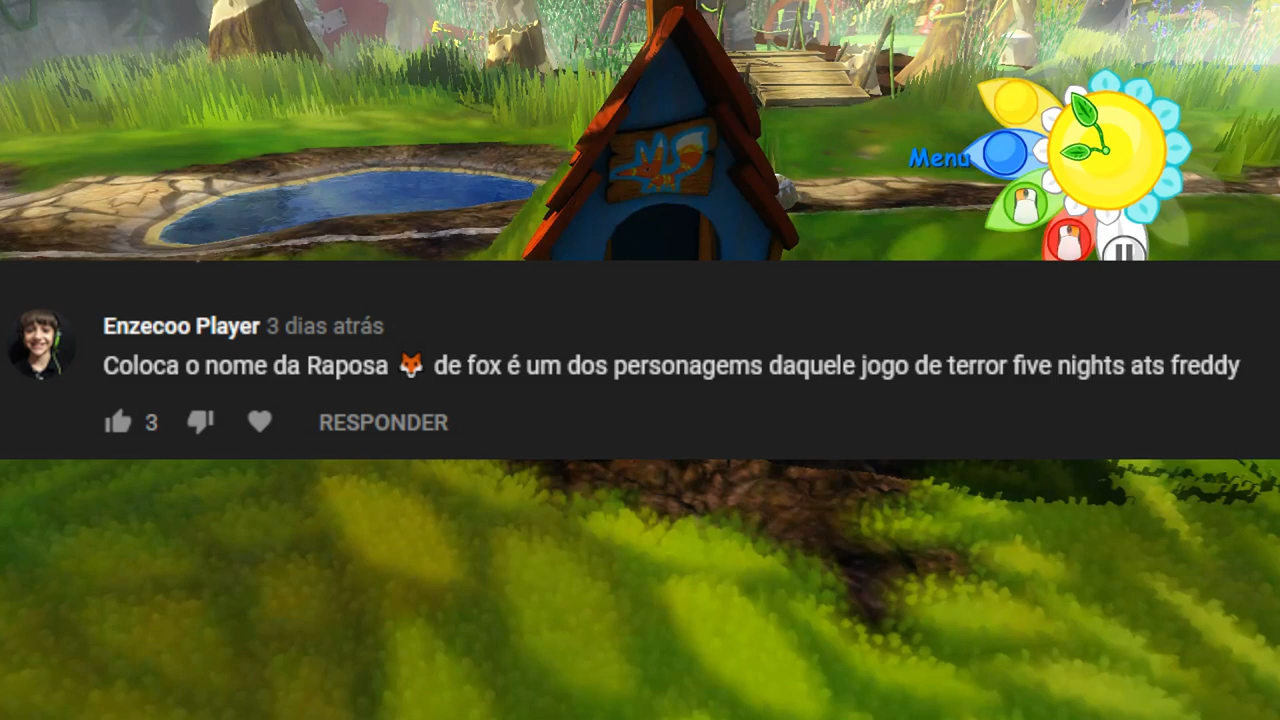 Menu
Enzecoo Player 3 dias atrás
Coloca o nome da Raposa 🦊 de fox é um dos personagems daquele jogo de terror five nights ats freddy
3 RESPONDER